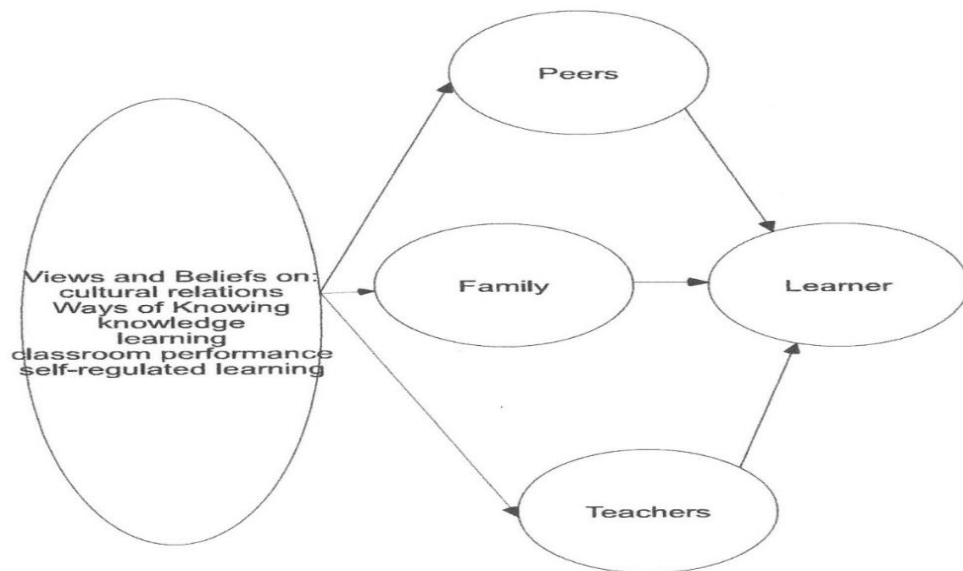 Peers
Views and Beliefs on:
cultural relations
Ways of Knowing
knowledge
learning
classroom performance
self-regulated learning
Family
Learner
Teachers